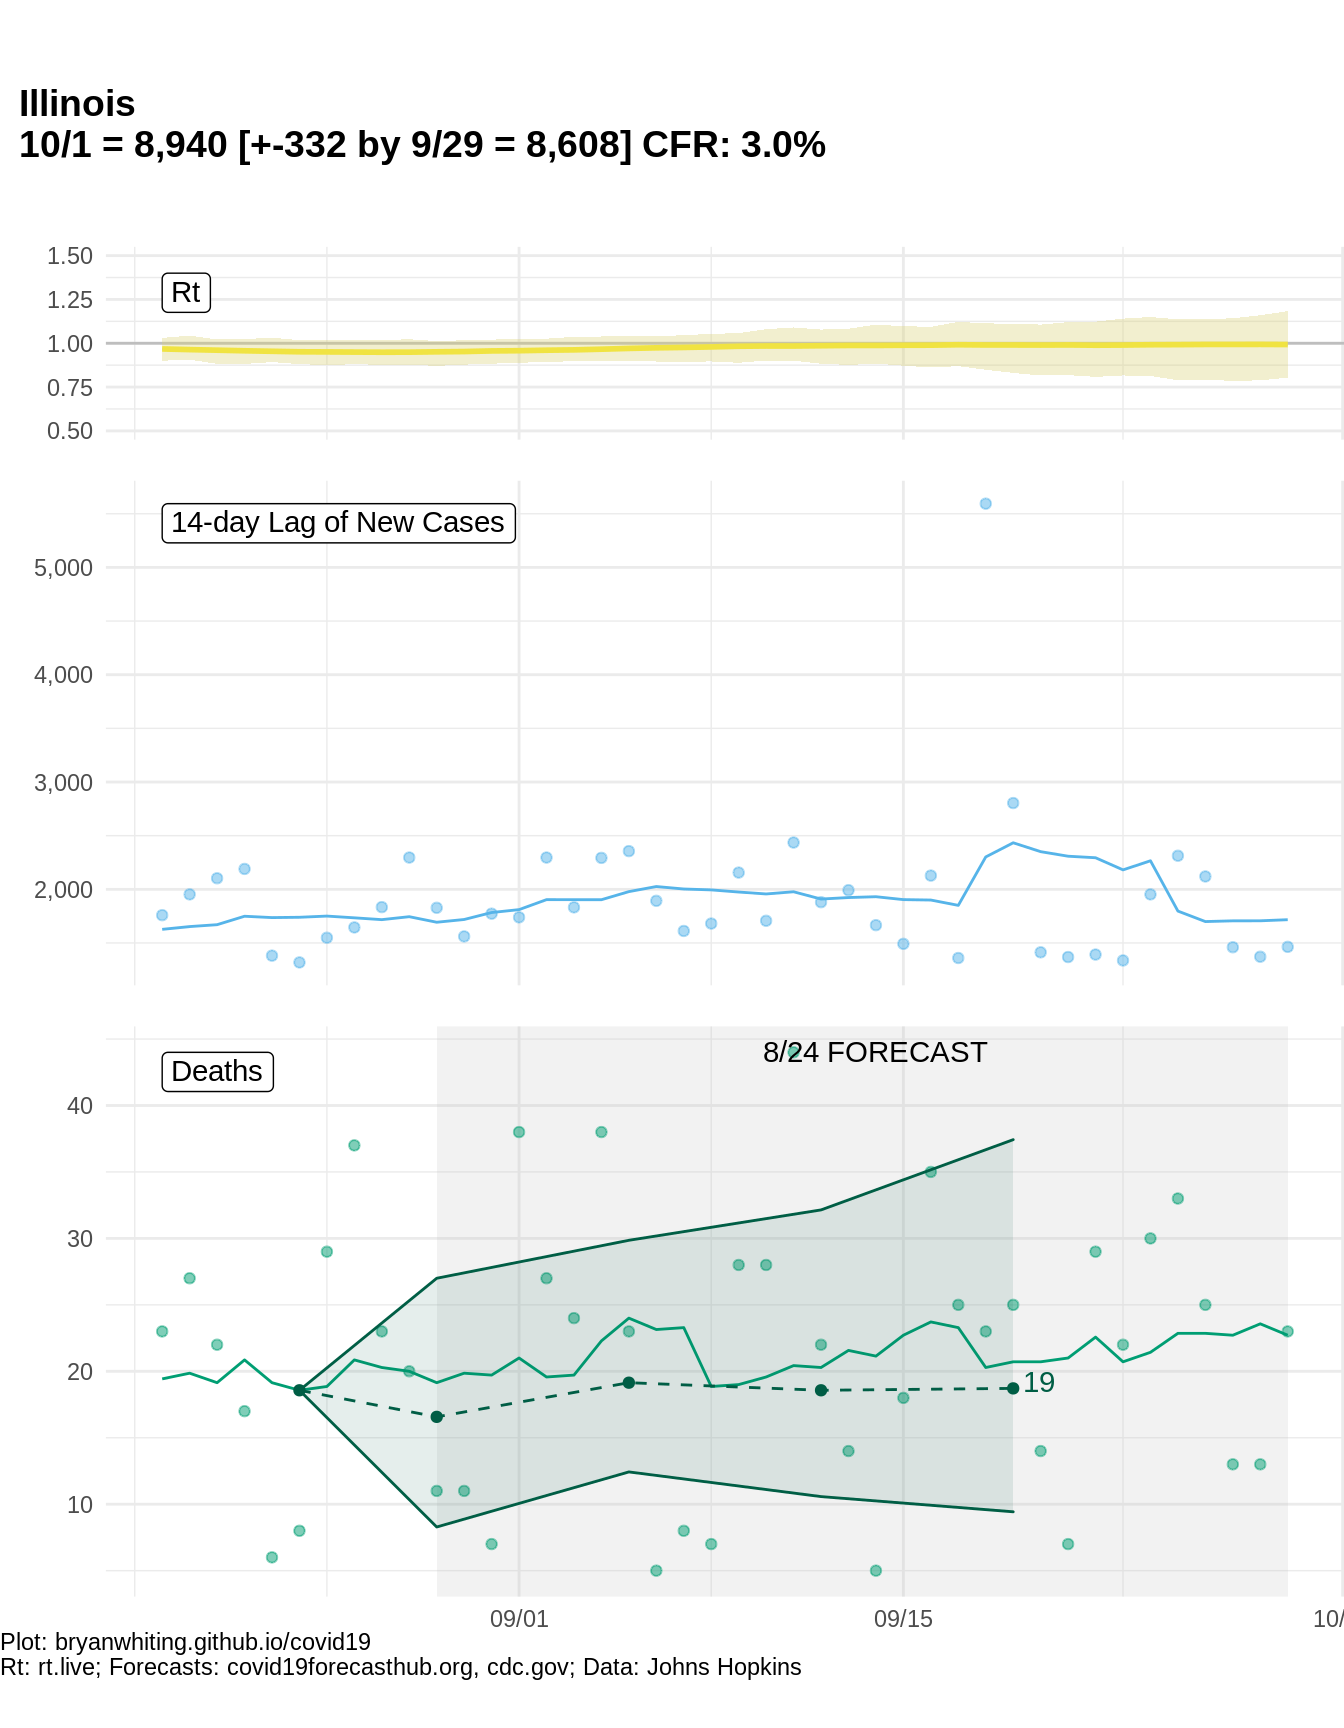 Illinois
10/1 = 8,940 [+-332 by 9/29 = 8,608] CFR: 3.0%
1.50
Rt
1.25
1.00
0.75
0.50
14-day Lag of New Cases
5,000
4,000
3,000
2,000
8/24 FORECAST
Deaths
40
30
20
19
10
09/01 09/15 10/
Plot: bryanwhiting.github.io/covid19
Rt: rt.live; Forecasts: covid19forecasthub.org, cdc.gov; Data: Johns Hopkins